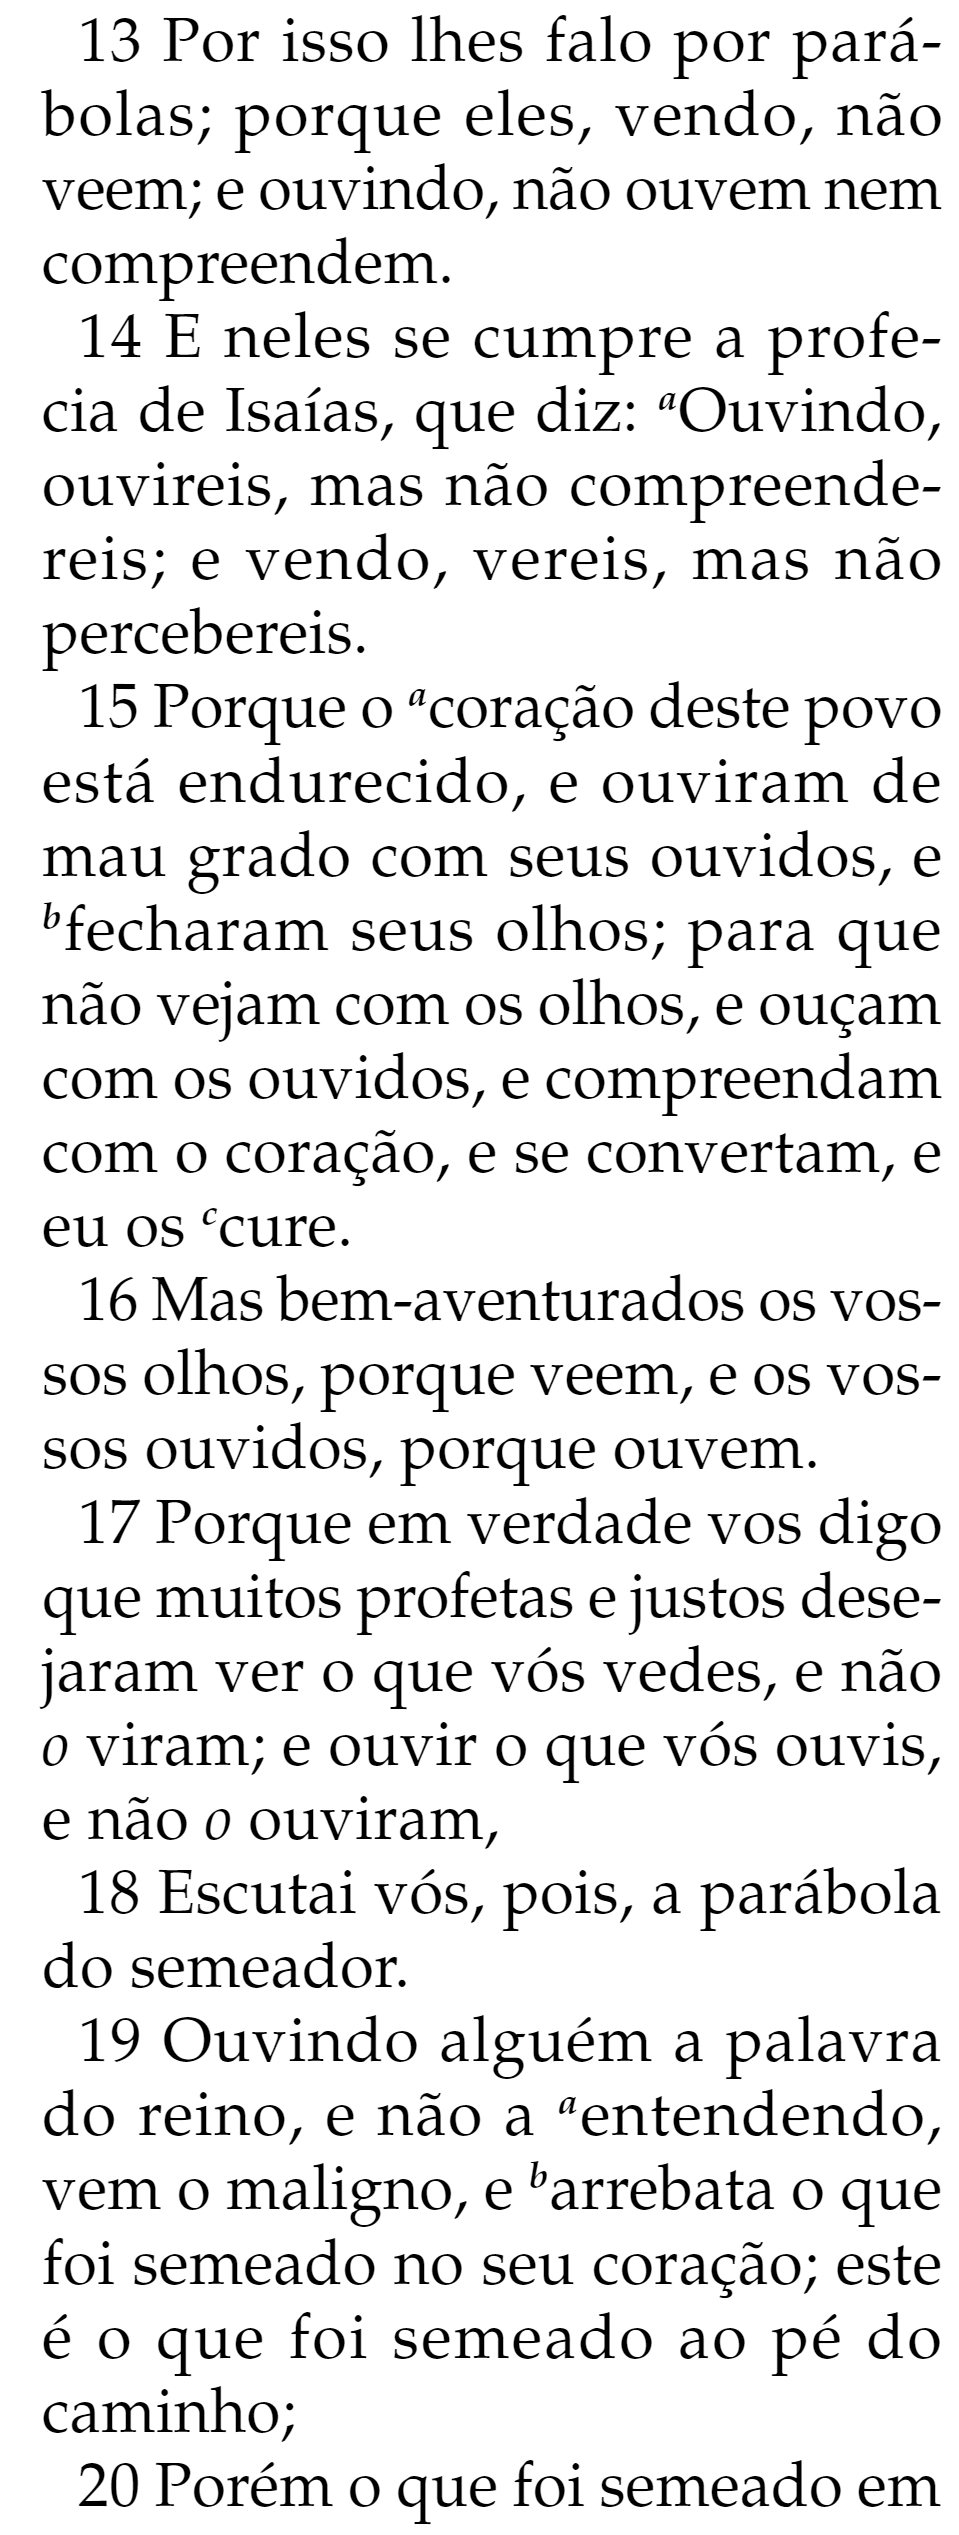 13 Por isso lhes falo por pará-
bolas; porque eles, vendo, não
veem; e ouvindo, não ouvem nem
compreendem.
14 E neles se cumpre a profe-
cia de Isaías, que diz: aOuvindo,
ouvireis, mas não compreende-
reis; e vendo, vereis, mas não
percebereis.
15 Porque o acoração deste povo
está endurecido, e ouviram de
mau grado com seus ouvidos, e
bfecharam seus olhos; para que
não vejam com os olhos, e ouçam
com os ouvidos, e compreendam
com o coração, e se convertam, e
eu os ccure.
16 Mas bem-aventurados os vos-
sos olhos, porque veem, e os vos-
sos ouvidos, porque ouvem.
17 Porque em verdade vos digo
que muitos profetas e justos dese-
jaram ver o que vós vedes, e não
o viram; e ouvir o que vós ouvis,
e não o ouviram,
18 Escutai vós, pois, a parábola
do semeador.
19 Ouvindo alguém a palavra
do reino, e não a aentendendo,
vem o maligno, e barrebata o que
foi semeado no seu coração; este
é o que foi semeado ao pé do
caminho;
20 Porém o que foi semeado em